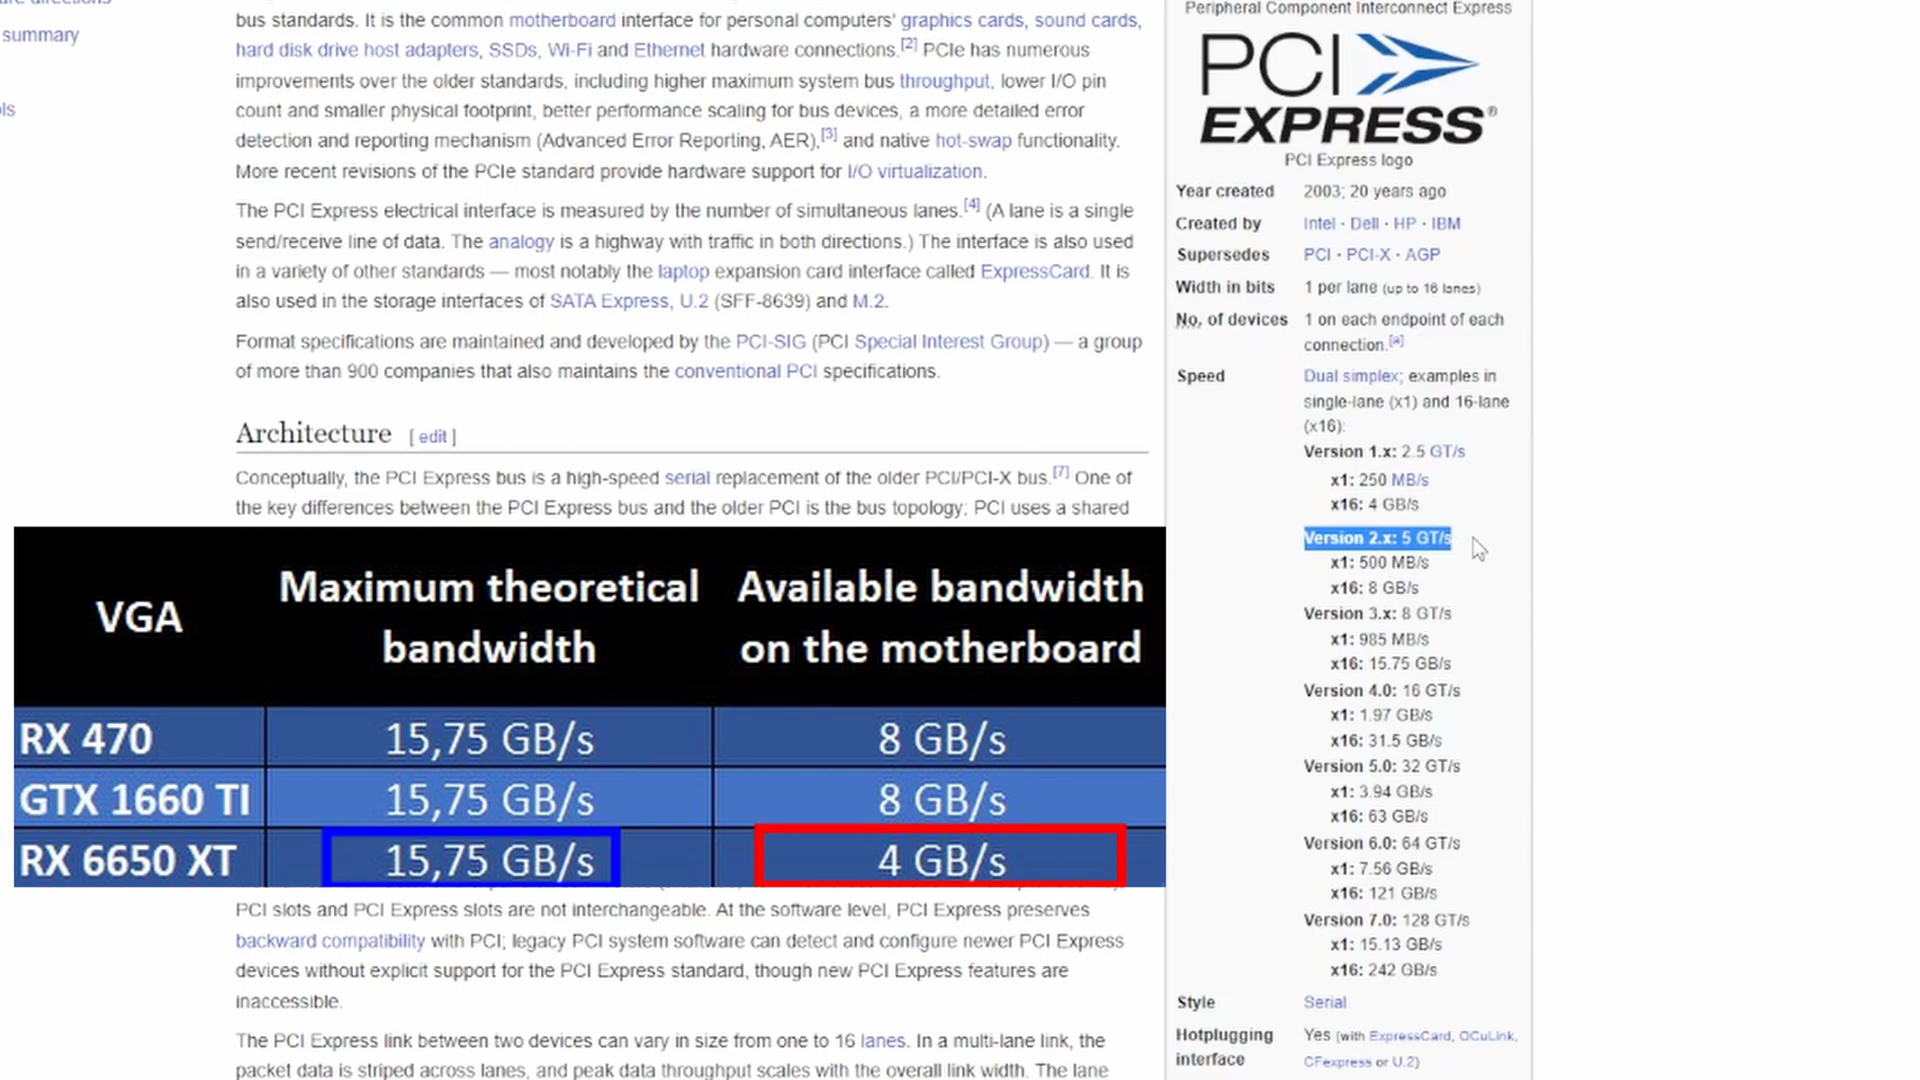 summary
bus standards. It is the common motherboard interface for personal computers' graphics cards, sound cards,
hard disk drive host adapters, SSDs, Wi-Fi and Ethernet hardware connections.[2] PCIe has numerous
improvements over the older standards, including higher maximum system bus throughput, lower I/O pin
count and smaller physical footprint, better performance scaling for bus devices, a more detailed error
detection and reporting mechanism (Advanced Error Reporting, AER),[3] and native hot-swap functionality.
More recent revisions of the PCIe standard provide hardware support for I/O virtualization.
The PCI Express electrical interface is measured by the number of simultaneous lanes.[4] (A lane is a single
send/receive line of data. The analogy is a highway with traffic in both directions.) The interface is also used
in a variety of other standards — most notably the laptop expansion card interface called ExpressCard. It is
also used in the storage interfaces of SATA Express, U.2 (SFF-8639) and M.2.
Format specifications are maintained and developed by the PCI-SIG (PCI Special Interest Group) — a group
of more than 900 companies that also maintains the conventional PCI specifications.
Architecture [ edit ]
Conceptually, the PCI Express bus is a high-speed serial replacement of the older PCI/PCI-X bus.[7] One of
the key differences between the PCI Express bus and the older PCI is the bus topology; PCI uses a shared
VGA
Maximum theoretical
bandwidth
Available bandwidth
on the motherboard
RX 470 15,75 GB/s 8 GB/s
GTX 1660 TI 15,75 GB/s 8 GB/s
RX 6650 XT 15,75 GB/s 4 GB/s
PCI slots and PCI Express slots are not interchangeable. At the software level, PCI Express preserves
backward compatibility with PCI; legacy PCI system software can detect and configure newer PCI Express
devices without explicit support for the PCI Express standard, though new PCI Express features are
inaccessible.
The PCI Express link between two devices can vary in size from one to 16 lanes. In a multi-lane link, the
packet data is striped across lanes, and peak data throughput scales with the overall link width. The lane
Peripheral Component Interconnect Express
PCI
EXPRESS®
PCI Express logo
Year created 2003; 20 years ago
Created by Intel · Dell · HP · IBM
Supersedes PCI · PCI-X · AGP
Width in bits 1 per lane (up to 16 lanes)
No. of devices 1 on each endpoint of each
connection.[a]
Speed Dual simplex; examples in
single-lane (x1) and 16-lane
(x16):
Version 1.x: 2.5 GT/s
x1: 250 MB/s
x16: 4 GB/s
Version 2.x: 5 GT/s
x1: 500 MB/s
x16: 8 GB/s
Version 3.x: 8 GT/s
x1: 985 MB/s
x16: 15.75 GB/s
Version 4.0: 16 GT/s
x1: 1.97 GB/s
x16: 31.5 GB/s
Version 5.0: 32 GT/s
x1: 3.94 GB/s
x16: 63 GB/s
Version 6.0: 64 GT/s
x1: 7.56 GB/s
x16: 121 GB/s
Version 7.0: 128 GT/s
x1: 15.13 GB/s
x16: 242 GB/s
Style Serial
Hotplugging
interface
Yes (with ExpressCard, OCuLink,
CFexpress or U.2)